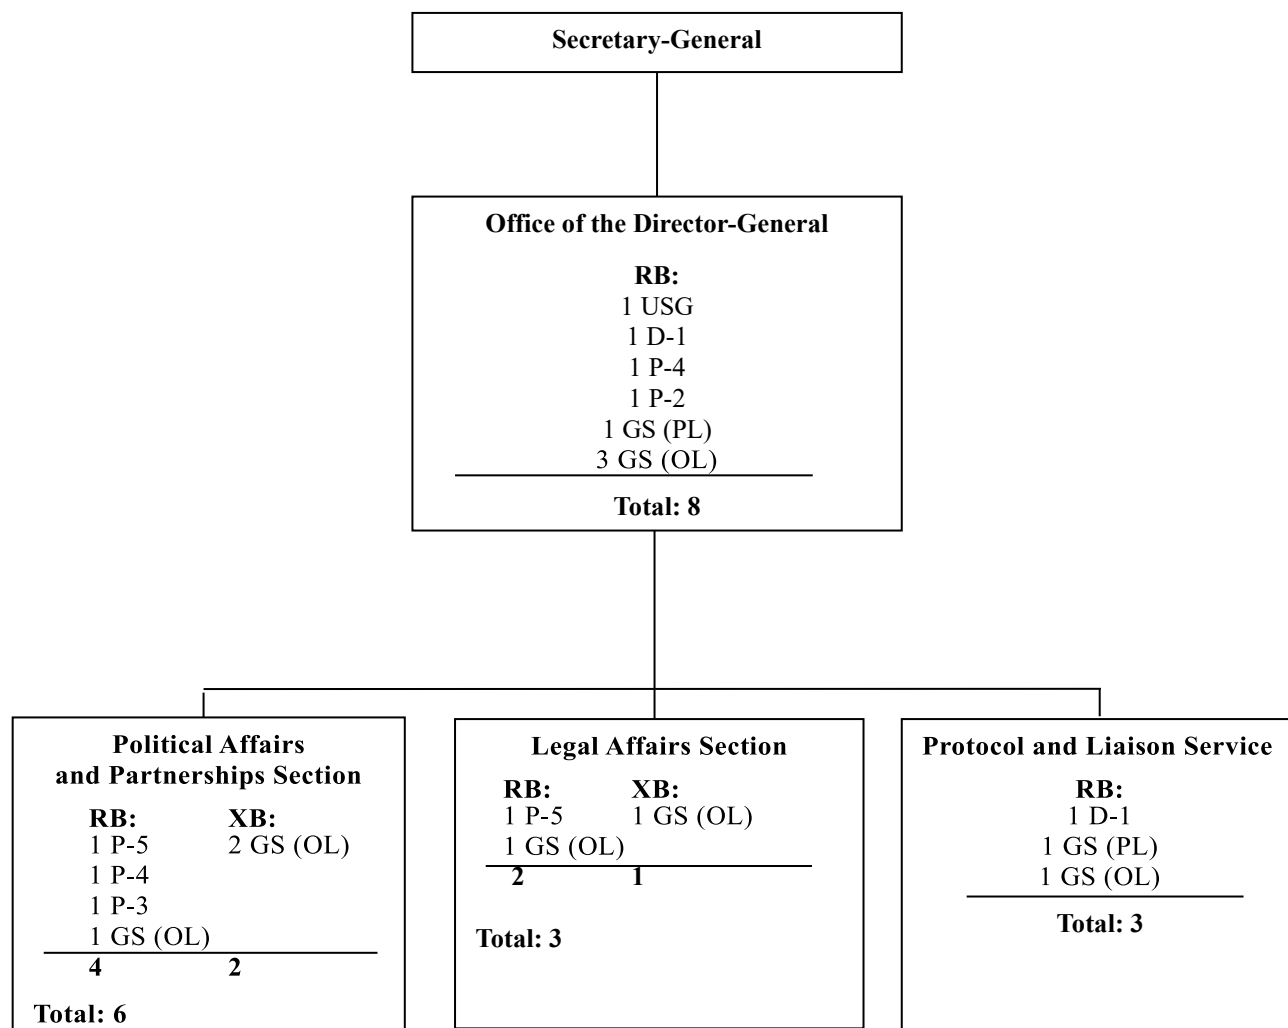 Secretary-General
Office of the Director-General
RB:
1 USG
1 D-1
1 P-4
1 P-2
1 GS (PL)
3 GS (OL)
Total: 8
Political Affairs
and Partnerships Section
RB: XB:
1 P-5 2 GS (OL)
1 P-4
1 P-3
1 GS (OL)
4 2
Total: 6
Legal Affairs Section
RB: XB:
1 P-5 1 GS (OL)
1 GS (OL)
2 1
Total: 3
Protocol and Liaison Service
RB:
1 D-1
1 GS (PL)
1 GS (OL)
Total: 3